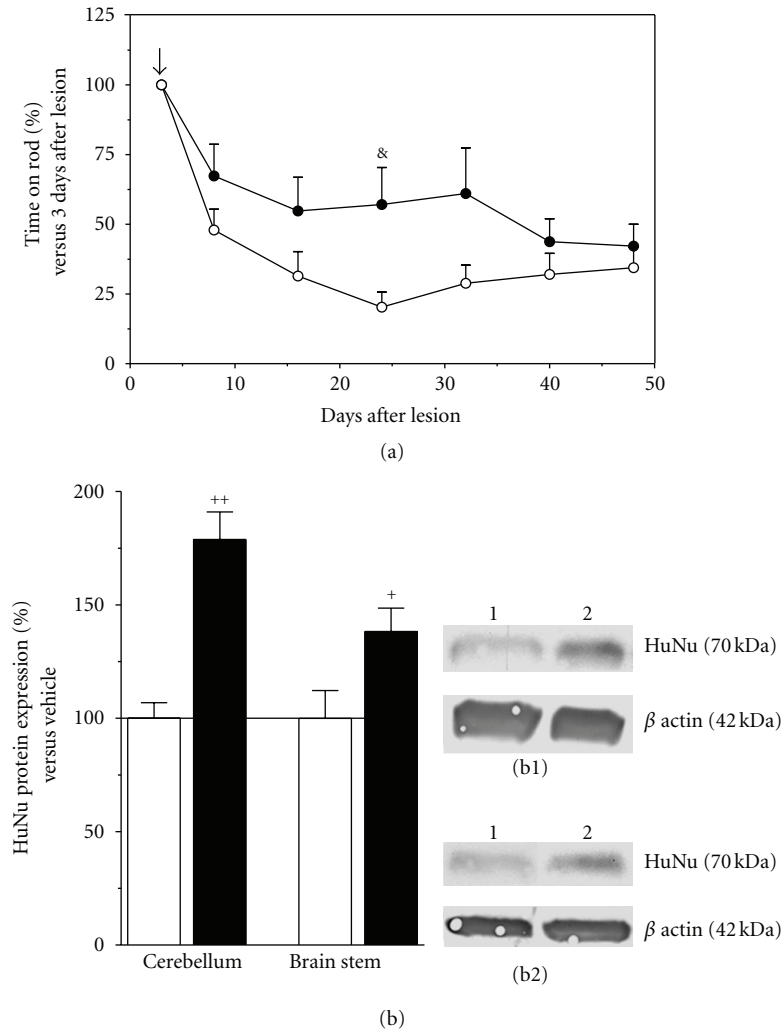 125
100
75
50
25
0
Time on rod (%)
versus 3 days after lesion
&
0 10 20 30 40 50
Days after lesion
(a)
200
150
100
50
0
HuNu protein expression (%)
versus vehicle
++
+
Cerebellum Brain stem
1 2
HuNu (70 kDa)
β actin (42 kDa)
(b1)
1 2
HuNu (70 kDa)
β actin (42 kDa)
(b2)
(b)